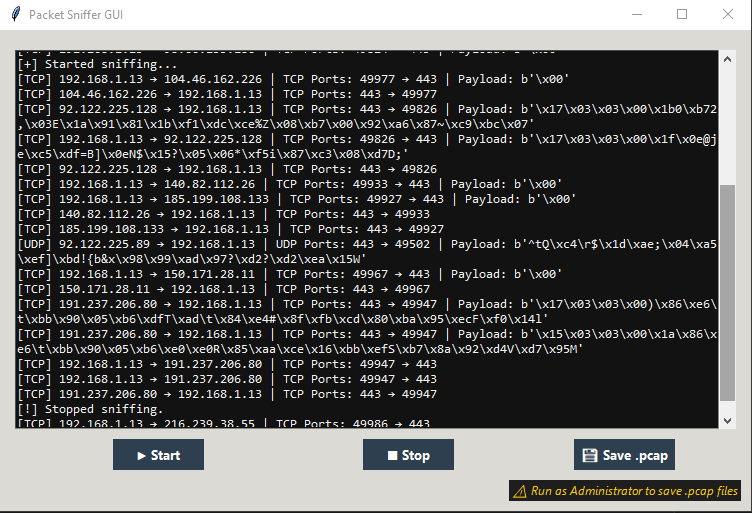 Packet Sniffer GUI
[+] Started sniffing...
[TCP] 192.168.1.13 → 104.46.162.226 | TCP Ports: 49977 → 443 | Payload: b'\x00'
[TCP] 104.46.162.226 → 192.168.1.13 | TCP Ports: 443 → 49977
[TCP] 92.122.225.128 → 192.168.1.13 | TCP Ports: 443 → 49826 | Payload: b'\x17\x03\x03\x00\x1b0\xb72
,\x03E\x1a\x91\x81\x1b\xf1\xdc\xce%Z\x08\xb7\x00\x92\xa6\x87~\xc9\xbc\x07'
[TCP] 92.122.225.128 → 192.168.1.13 | TCP Ports: 443 → 49826 | Payload: b'\x17\x03\x03\x00\x1f\x0e@j
e\xc5\xdf=B]\x0eN$\x15?\x05\x06*\xf5i\x87\xc3\x08\xd7D;'
[TCP] 92.122.225.128 → 192.168.1.13 | TCP Ports: 443 → 49826
[TCP] 192.168.1.13 → 140.82.112.26 | TCP Ports: 49933 → 443 | Payload: b'\x00'
[TCP] 192.168.1.13 → 185.199.108.133 | TCP Ports: 49927 → 443 | Payload: b'\x00'
[TCP] 140.82.112.26 → 192.168.1.13 | TCP Ports: 443 → 49933
[TCP] 185.199.108.133 → 192.168.1.13 | TCP Ports: 443 → 49927
[UDP] 92.122.225.89 → 192.168.1.13 | UDP Ports: 443 → 49502 | Payload: b'^tQ\xc4\r$\x1d\xae;\x04\xa5
\xef]\xbd!{b&x\x98\x99\xad\x97?\xd2?\xd2\xea\x15W'
[TCP] 192.168.1.13 → 150.171.28.11 | TCP Ports: 49967 → 443 | Payload: b'\x00'
[TCP] 150.171.28.11 → 192.168.1.13 | TCP Ports: 443 → 49967
[TCP] 191.237.206.80 → 192.168.1.13 | TCP Ports: 443 → 49947 | Payload: b'\x17\x03\x03\x00)\x86\xe6\
t\xbb\x90\x05\xb6\xdfT\xad\t\x84\xe4#\x8f\xfb\xcd\x80\xba\x95\xecF\xf0\x14l'
[TCP] 191.237.206.80 → 192.168.1.13 | TCP Ports: 443 → 49947 | Payload: b'\x15\x03\x03\x00\x1a\x86\x
e6\t\xbb\x90\x05\xb6\xe0\xe0R\x85\xaa\xce\x16\xbb\xefS\xb7\x8a\x92\xd4V\xd7\x95M'
[TCP] 192.168.1.13 → 191.237.206.80 | TCP Ports: 49947 → 443
[TCP] 192.168.1.13 → 191.237.206.80 | TCP Ports: 49947 → 443
[TCP] 191.237.206.80 → 192.168.1.13 | TCP Ports: 443 → 49947
[!] Stopped sniffing.
[TCP] 192.168.1.13 → 216.239.38.55 | TCP Ports: 49986 → 443
▶ Start
■ Stop
💾 Save .pcap
⚠ Run as Administrator to save .pcap files